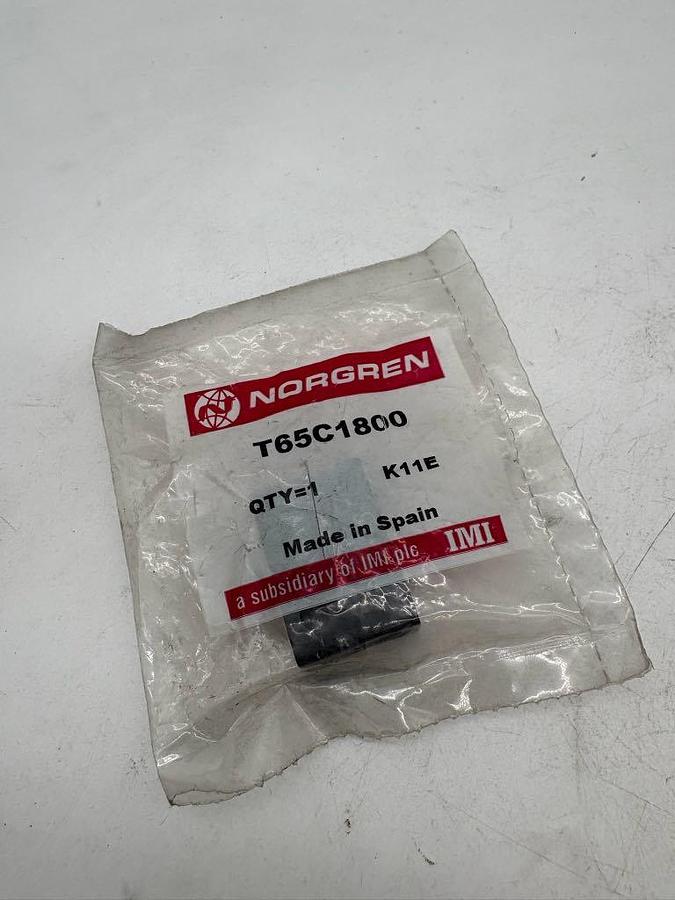 NORGREN
T65C1800
QTY=1 K11E
Made in Spain
a subsidiary of IMI plc IMI